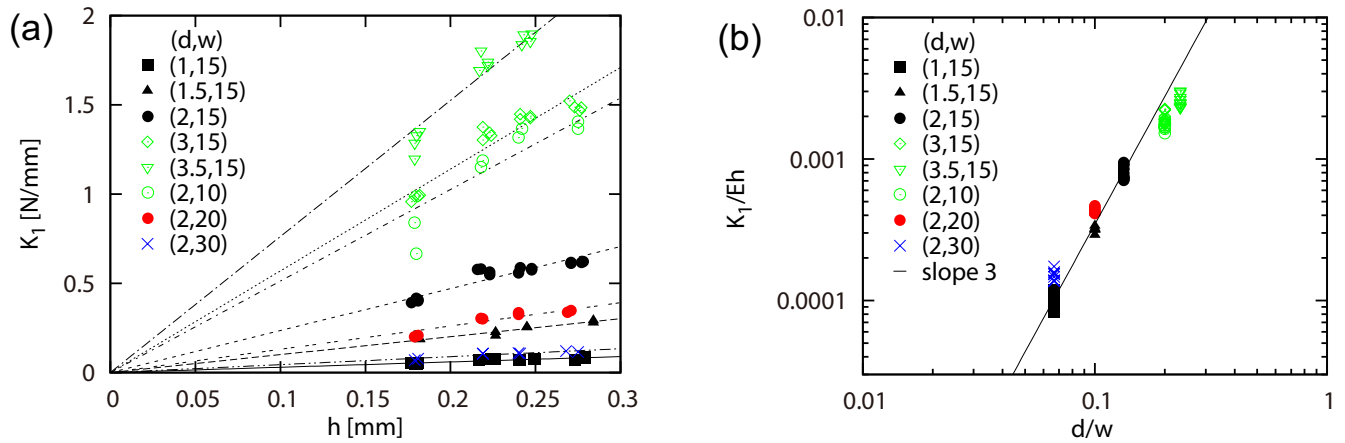 (a)
(d,w)
(1,15)
(1.5,15)
(2,15)
(3,15)
(3.5,15)
(2,10)
(2,20)
(2,30)
K1 [N/mm]
2
1.5
1
0.5
0
0 0.05 0.1 0.15 0.2 0.25 0.3
h [mm]
(b)
(d,w)
(1,15)
(1.5,15)
(2,15)
(3,15)
(3.5,15)
(2,10)
(2,20)
(2,30)
slope 3
K1/Eh
0.01
0.001
0.0001
0.01 0.1 1
d/w